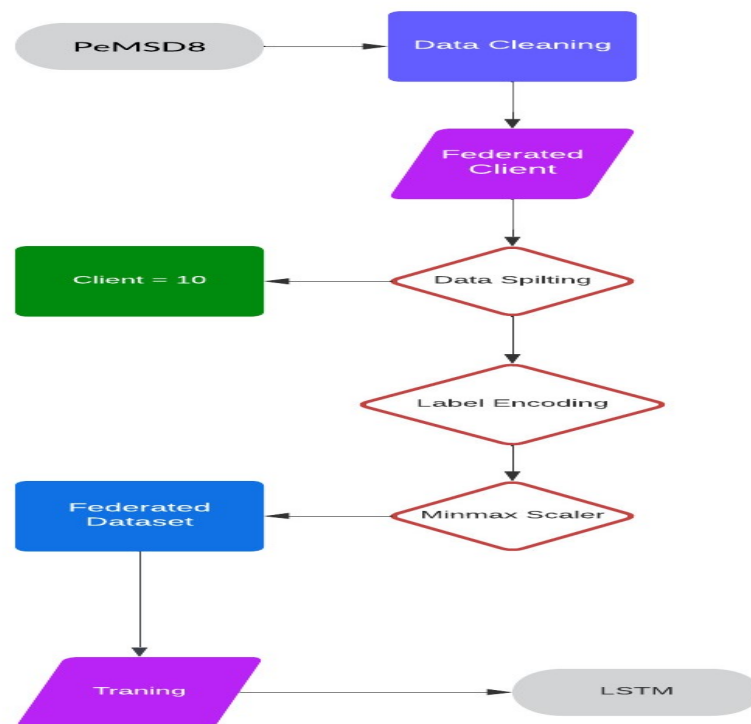 PeMSD8
Data Cleaning
Federated
Client
Client = 10
Data Spilting
Label Encoding
Federated
Dataset
Minmax Scaler
Traning
LSTM